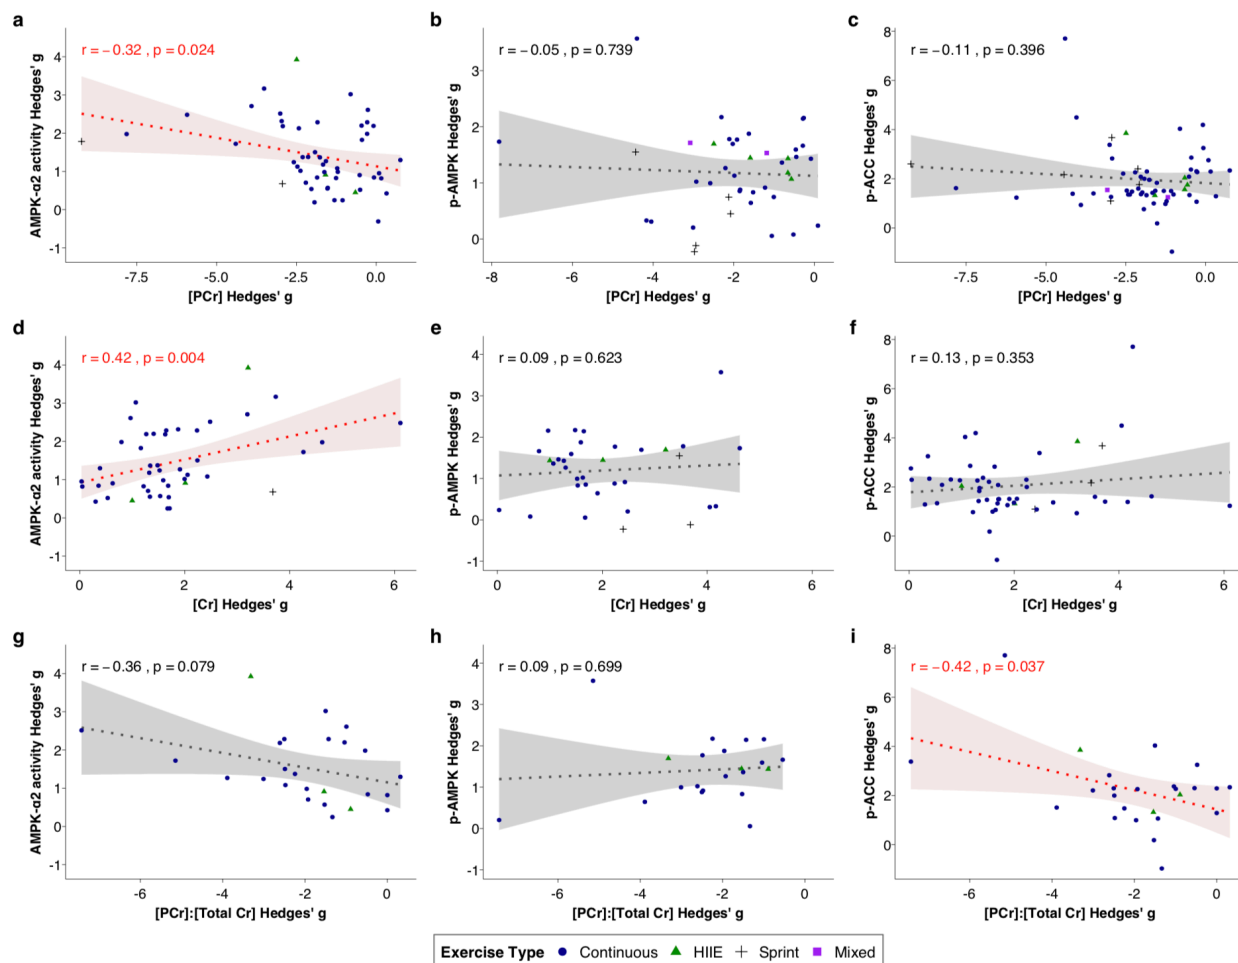 a
r = −0.32 , p = 0.024
AMPK-α2 activity Hedges' g
4
3
2
1
0
-1
-7.5 -5.0 -2.5 0.0
[PCr] Hedges' g
b
r = −0.05 , p = 0.739
p-AMPK Hedges' g
3
2
1
0
-8 -6 -4 -2 0
[PCr] Hedges' g
c
r = −0.11 , p = 0.396
p-ACC Hedges' g
8
6
4
2
0
-7.5 -5.0 -2.5 0.0
[PCr] Hedges' g
d
r = 0.42 , p = 0.004
AMPK-α2 activity Hedges' g
4
3
2
1
0
-1
0 2 4 6
[Cr] Hedges' g
e
r = 0.09 , p = 0.623
p-AMPK Hedges' g
4
3
2
1
0
-1
0 2 4 6
[Cr] Hedges' g
f
r = 0.13 , p = 0.353
p-ACC Hedges' g
8
6
4
2
0
0 2 4 6
[Cr] Hedges' g
g
r = −0.36 , p = 0.079
AMPK-α2 activity Hedges' g
4
3
2
1
0
-1
-6 -4 -2 0
[PCr]:[Total Cr] Hedges' g
h
r = 0.09 , p = 0.699
p-AMPK Hedges' g
4
3
2
1
0
-1
-6 -4 -2 0
[PCr]:[Total Cr] Hedges' g
i
r = −0.42 , p = 0.037
p-ACC Hedges' g
8
6
4
2
0
-6 -4 -2 0
[PCr]:[Total Cr] Hedges' g
Exercise Type Continuous HIIE Sprint Mixed